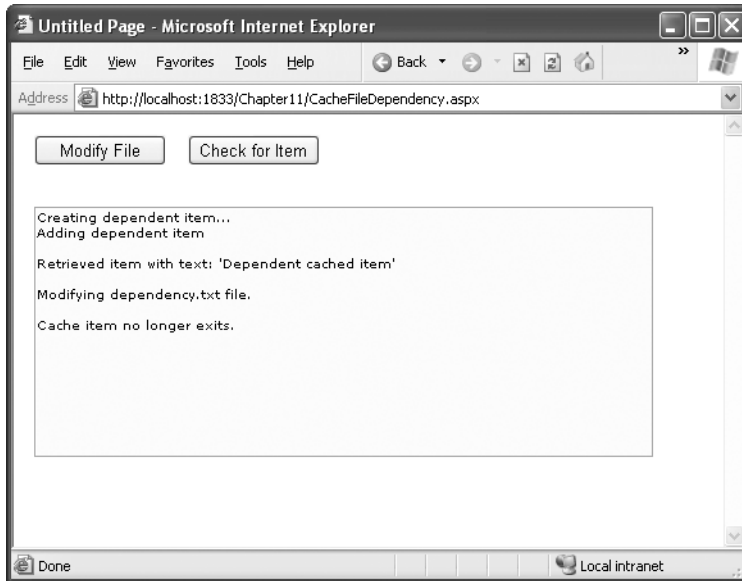 Untitled Page - Microsoft Internet Explorer
File Edit View Favorites Tools Help Back »
Address http://localhost:1833/Chapter11/CacheFileDependency.aspx
Modify File Check for Item
Creating dependent item...
Adding dependent item
Retrieved item with text: 'Dependent cached item'
Modifying dependency.txt file.
Cache item no longer exits.
Done Local intranet